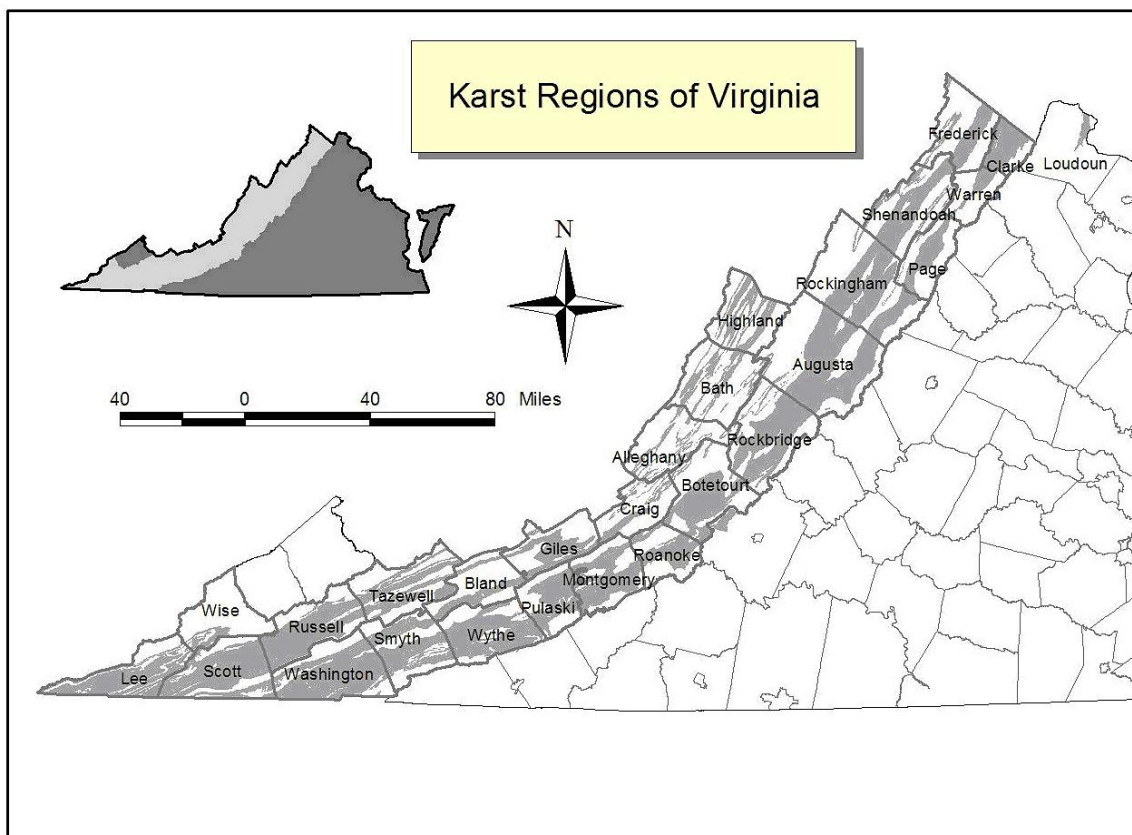 Karst Regions of Virginia
N
40 0 40 80 Miles
Frederick
Clarke
Loudoun
Warren
Shenandoah
Page
Rockingham
Highland
Augusta
Bath
Rockbridge
Alleghany
Botetourt
Craig
Giles
Roanoke
Montgomery
Bland
Tazewell
Pulaski
Wise
Russell
Smyth
Wythe
Scott
Washington
Lee